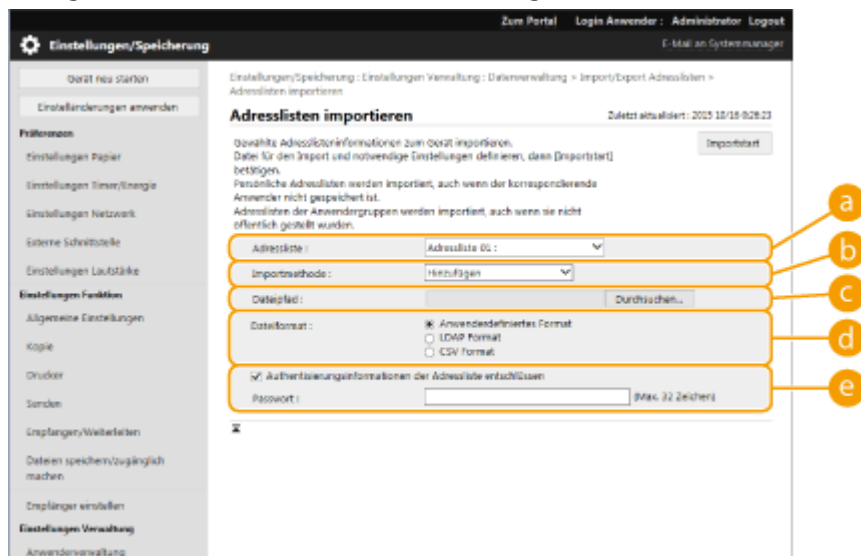 Zum Portal Login Anwender : Administrator Logout
Einstellungen/Speicherung
E-Mail an Systemmanager
Gerät neu starten
Einstelländerungen anwenden
Präferenzen
Einstellungen Papier
Einstellungen Timer/Energie
Einstellungen Netzwerk
Externe Schnittstelle
Einstellungen Lautstärke
Einstellungen Funktion
Allgemeine Einstellungen
Kopie
Drucker
Senden
Empfangen/Weiterleiten
Dateien speichern/zugänglich
machen
Empfänger einstellen
Einstellungen Verwaltung
Anwenderverwaltung
Einstellungen/Speicherung : Einstellungen Verwaltung : Datenverwaltung > Import/Export Adresslisten >
Adresslisten importieren
Adresslisten importieren
Zuletzt aktualisiert : 2015 10/16 0:28:23
Gewählte Adresslisteninformationen zum Gerät importieren.
Datei für den Import und notwendige Einstellungen definieren, dann [Importstart]
betätigen.
Persönliche Adresslisten werden importiert, auch wenn der korrespondierende
Anwender nicht gespeichert ist.
Adresslisten der Anwendergruppen werden importiert, auch wenn sie nicht
öffentlich gestellt wurden.
Importstart
Adressliste : Adressliste 01 :
a
Importmethode : Hinzufügen
b
Dateipfad : Durchsuchen...
c
Dateiformat : Anwenderdefiniertes Format
LDAP Format
CSV Format
d
Authentisierungsinformationen der Adressliste entschlüssen
Passwort : (Max. 32 Zeichen)
e